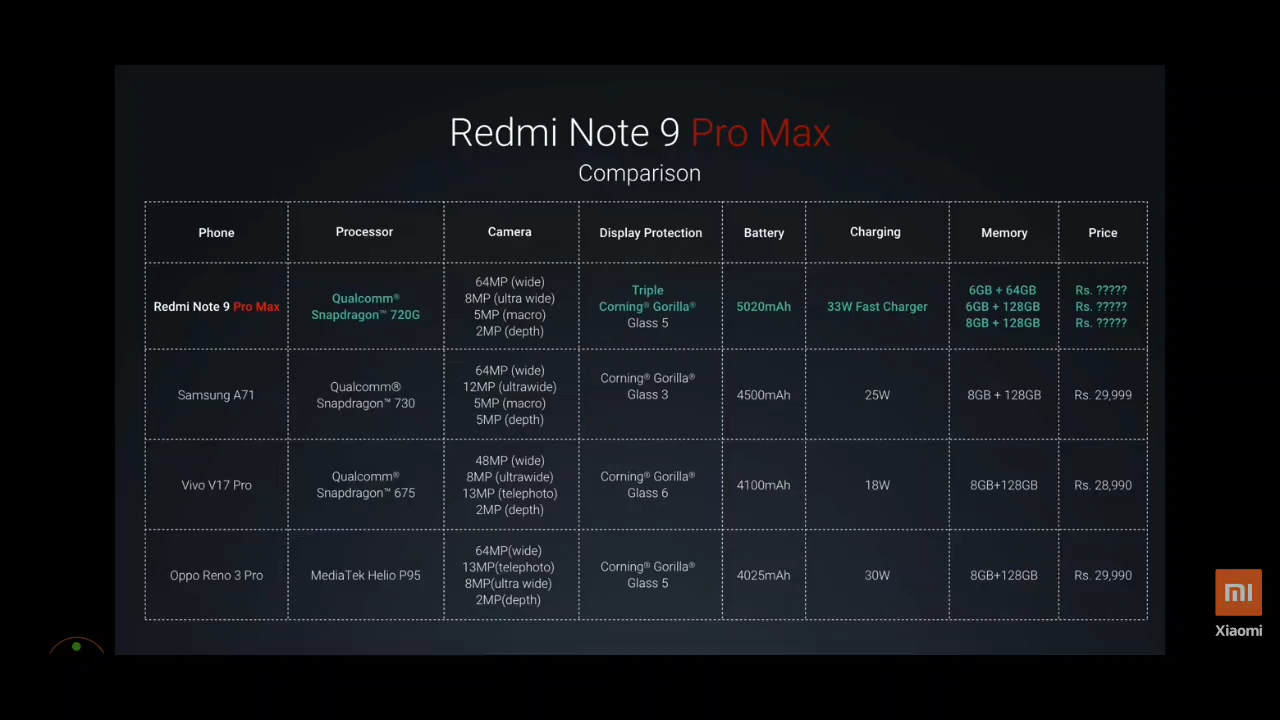 Redmi Note 9 Pro Max
Comparison
Phone
Processor
Camera
Display Protection
Battery
Charging
Memory
Price
Redmi Note 9 Pro Max
Qualcomm®
Snapdragon™ 720G
64MP (wide)
8MP (ultra wide)
5MP (macro)
2MP (depth)
Triple
Corning® Gorilla®
Glass 5
5020mAh
33W Fast Charger
6GB + 64GB
6GB + 128GB
8GB + 128GB
Rs. ?????
Rs. ?????
Rs. ?????
Samsung A71
Qualcomm®
Snapdragon™ 730
64MP (wide)
12MP (ultrawide)
5MP (macro)
5MP (depth)
Corning® Gorilla®
Glass 3
4500mAh
25W
8GB + 128GB
Rs. 29,999
Vivo V17 Pro
Qualcomm®
Snapdragon™ 675
48MP (wide)
8MP (ultrawide)
13MP (telephoto)
2MP (depth)
Corning® Gorilla®
Glass 6
4100mAh
18W
8GB+128GB
Rs. 28,990
Oppo Reno 3 Pro
MediaTek Helio P95
64MP(wide)
13MP(telephoto)
8MP(ultra wide)
2MP(depth)
Corning® Gorilla®
Glass 5
4025mAh
30W
8GB+128GB
Rs. 29,990
MI
Xiaomi